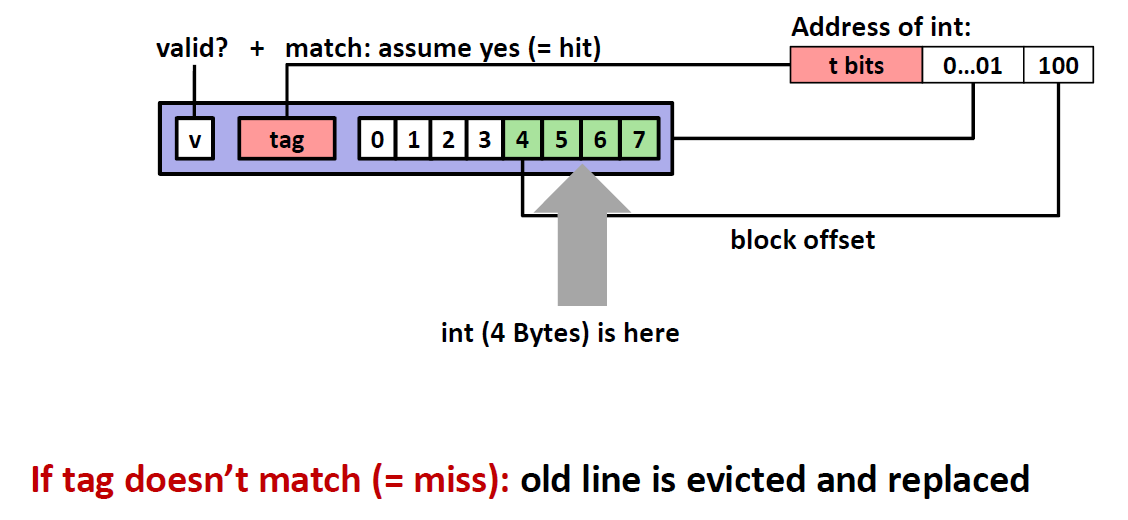 Address of int:
valid? + match: assume yes (= hit)
t bits 0...01 100
v tag 0 1 2 3 4 5 6 7
block offset
int (4 Bytes) is here
If tag doesn’t match (= miss): old line is evicted and replaced